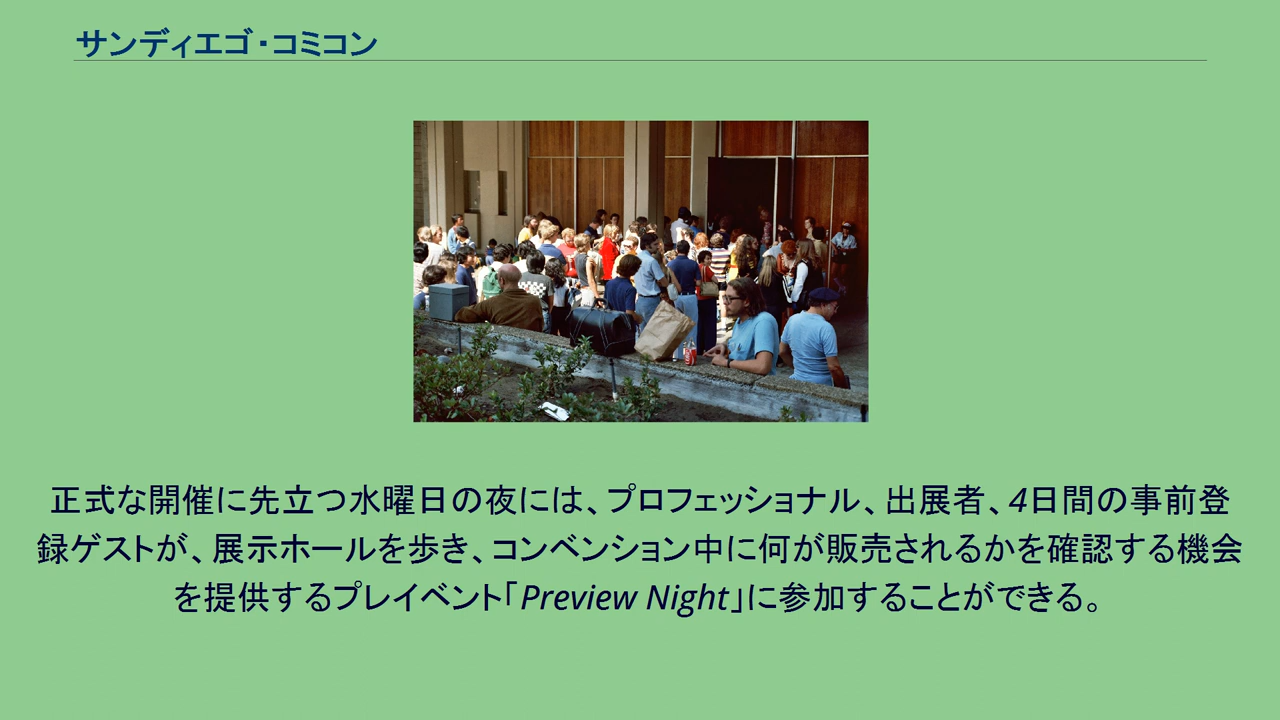 サンディエゴ・コミコン
正式な開催に先立つ水曜日の夜には、プロフェッショナル、出展者、4日間の事前登
録ゲストが、展示ホールを歩き、コンベンション中に何が販売されるかを確認する機会
を提供するプレイベント「Preview Night」に参加することができる。